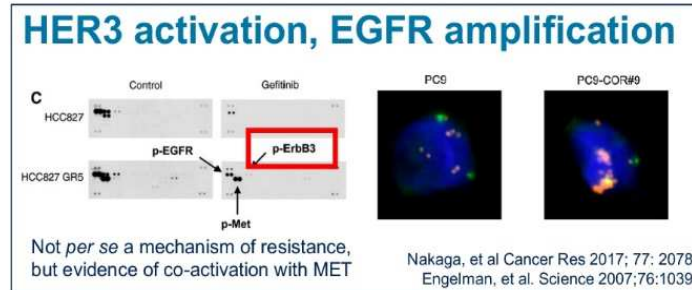 HER3 activation, EGFR amplification
C
Control
Gefitinib
HCC827
p-EGFR
p-ErbB3
HCC827 GR5
p-Met
PC9
PC9-COR#9
Not per se a mechanism of resistance,
but evidence of co-activation with MET
Nakaga, et al Cancer Res 2017; 77: 2078
Engelman, et al. Science 2007;76:1039